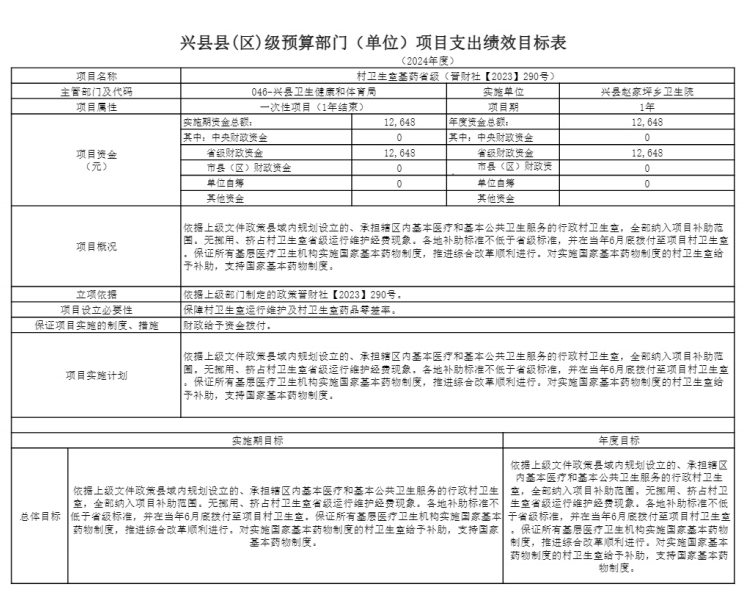 兴县县(区)级预算部门（单位）项目支出绩效目标表
（2024年度）
项目名称 村卫生室基药省级（晋财社【2023】290号）
主管部门及代码 046-兴县卫生健康和体育局 实施单位 兴县赵家坪乡卫生院
项目属性 一次性项目（1年结束） 项目期 1年
项目资金
（元）
实施期资金总额： 12,648 年度资金总额： 12,648
其中：中央财政资金 0 其中：中央财政资金 0
省级财政资金 12,648 省级财政资金 12,648
市县（区）财政资金 0 市县（区）财政资 0
单位自筹 0 单位自筹 0
其他资金 其他资金
项目概况
依据上级文件政策县域内规划设立的、承担辖区内基本医疗和基本公共卫生服务的行政村卫生室，全部纳入项目补助范
围。无挪用、挤占村卫生室省级运行维护经费现象。各地补助标准不低于省级标准，并在当年6月底拨付至项目村卫生室
。保证所有基层医疗卫生机构实施国家基本药物制度，推进综合改革顺利进行。对实施国家基本药物制度的村卫生室给
予补助，支持国家基本药物制度。
立项依据 依据上级部门制定的政策晋财社【2023】290号。
项目设立必要性 保障村卫生室运行维护及村卫生室药品零差率。
保证项目实施的制度、措施 财政给予资金拨付。
项目实施计划
依据上级文件政策县域内规划设立的、承担辖区内基本医疗和基本公共卫生服务的行政村卫生室，全部纳入项目补助范
围。无挪用、挤占村卫生室省级运行维护经费现象。各地补助标准不低于省级标准，并在当年6月底拨付至项目村卫生室
。保证所有基层医疗卫生机构实施国家基本药物制度，推进综合改革顺利进行。对实施国家基本药物制度的村卫生室给
予补助，支持国家基本药物制度。
实施期目标 年度目标
总体目标
依据上级文件政策县域内规划设立的、承担辖区内基本医疗和基本公共卫生服务的行政村卫生
室，全部纳入项目补助范围。无挪用、挤占村卫生室省级运行维护经费现象。各地补助标准不
低于省级标准，并在当年6月底拨付至项目村卫生室。保证所有基层医疗卫生机构实施国家基本
药物制度，推进综合改革顺利进行。对实施国家基本药物制度的村卫生室给予补助，支持国家
基本药物制度。
依据上级文件政策县域内规划设立的、承担辖区
内基本医疗和基本公共卫生服务的行政村卫生
室，全部纳入项目补助范围。无挪用、挤占村卫
生室省级运行维护经费现象。各地补助标准不低
于省级标准，并在当年6月底拨付至项目村卫生室
。保证所有基层医疗卫生机构实施国家基本药物
制度，推进综合改革顺利进行。对实施国家基本
药物制度的村卫生室给予补助，支持国家基本药
物制度。